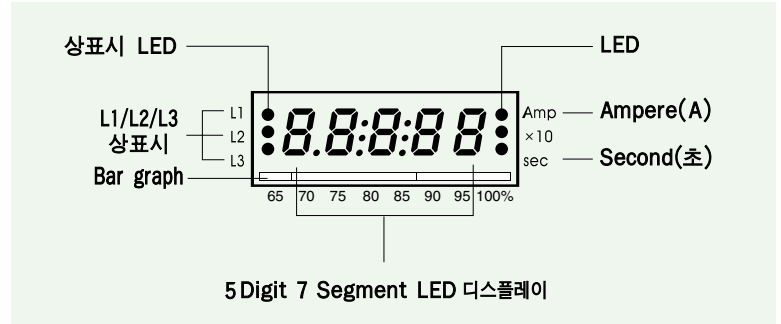 상표시 LED
LED
L1/L2/L3
상표시
Bar graph
L1
L2
L3
8.8:8:8 8
Amp
×10
sec
Ampere(A)
Second(초)
65 70 75 80 85 90 95 100%
5 Digit 7 Segment LED 디스플레이